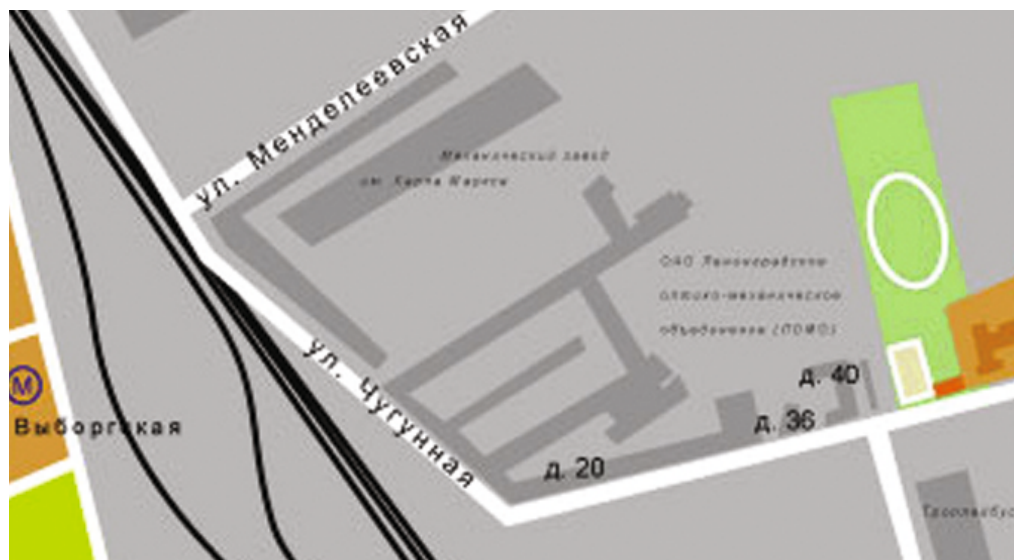 ул. Менделеевская
Механический завод
им. Карла Маркса
ОАО Ленинградское
оптико-механическое
объединение (ЛОМО)
ул. Чугунная
М
Выборгская
д. 40
д. 36
д. 20